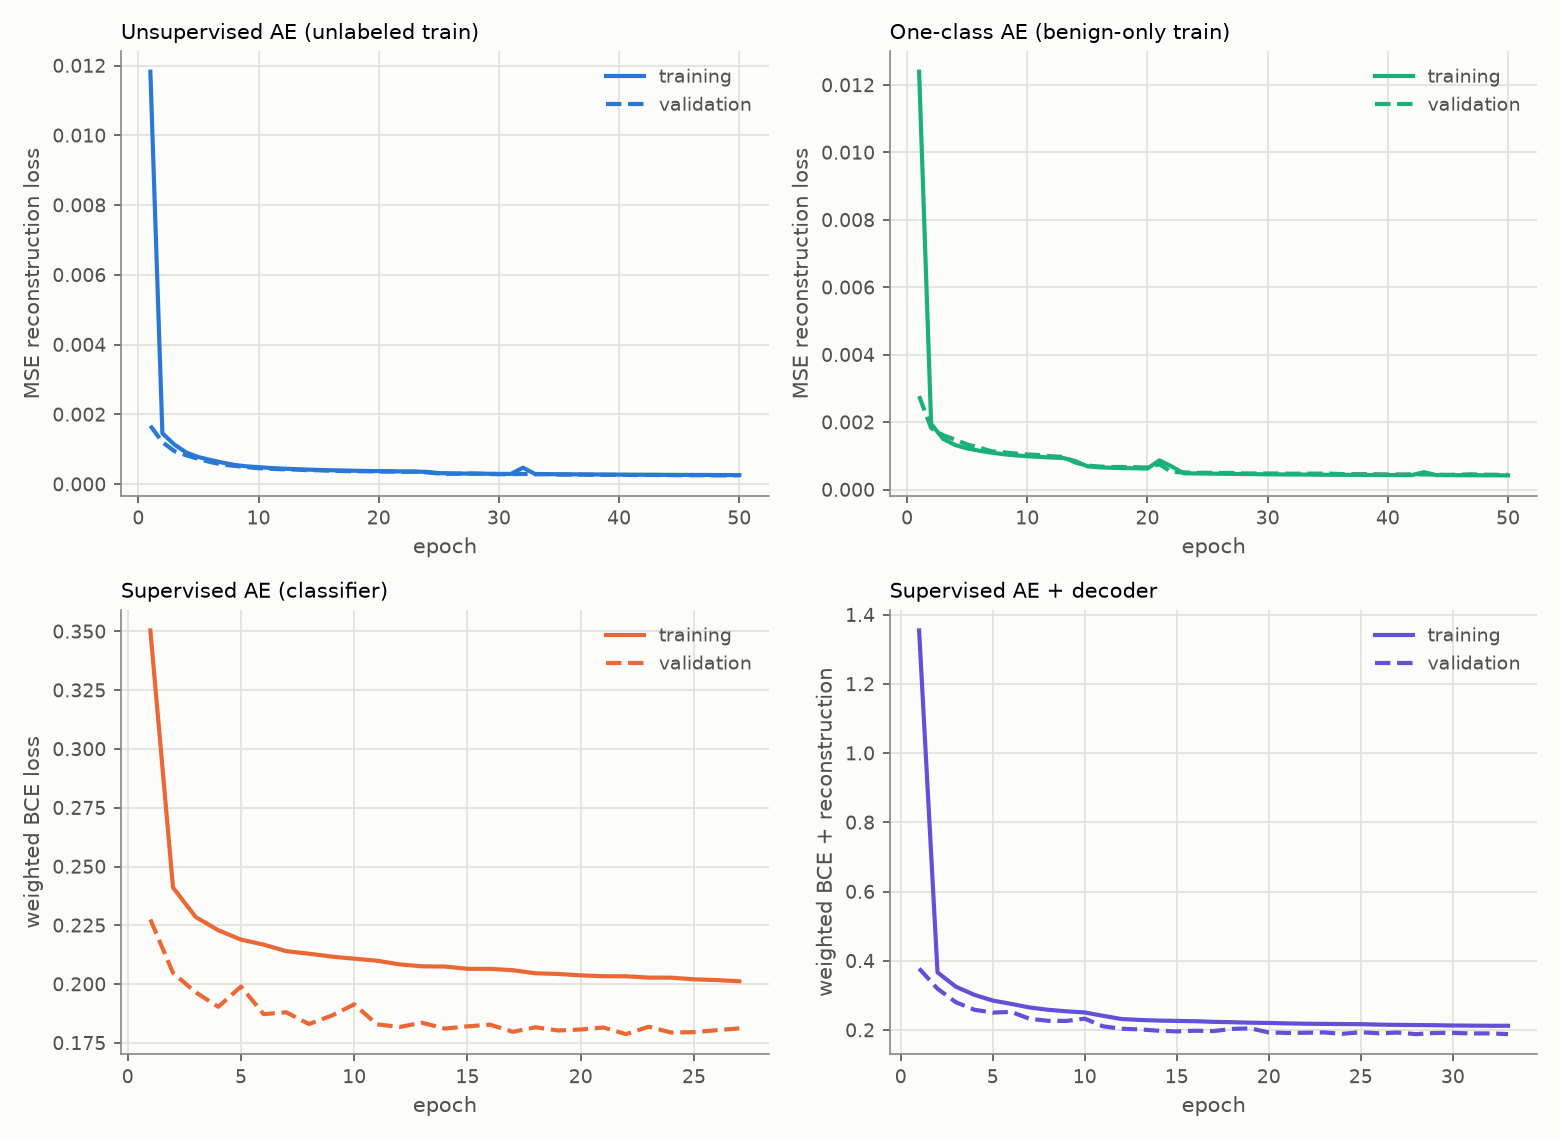 Unsupervised AE (unlabeled train)
MSE reconstruction loss
0.012
0.010
0.008
0.006
0.004
0.002
0.000
training
validation
0 10 20 30 40 50
epoch
One-class AE (benign-only train)
MSE reconstruction loss
0.012
0.010
0.008
0.006
0.004
0.002
0.000
training
validation
0 10 20 30 40 50
epoch
Supervised AE (classifier)
weighted BCE loss
0.350
0.325
0.300
0.275
0.250
0.225
0.200
0.175
training
validation
0 5 10 15 20 25
epoch
Supervised AE + decoder
weighted BCE + reconstruction
1.4
1.2
1.0
0.8
0.6
0.4
0.2
training
validation
0 5 10 15 20 25 30
epoch